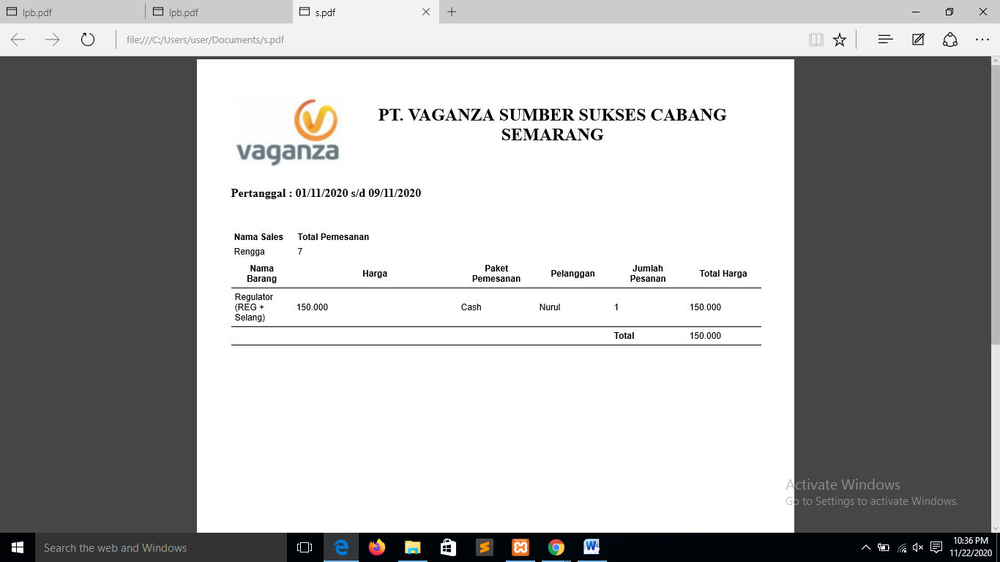 lpb.pdf lpb.pdf s.pdf
file:///C:/Users/user/Documents/s.pdf
vaganza
PT. VAGANZA SUMBER SUKSES CABANG
SEMARANG
Pertanggal : 01/11/2020 s/d 09/11/2020
Nama Sales Total Pemesanan
Rengga 7
Nama Barang Harga Paket Pemesanan Pelanggan Jumlah Pesanan Total Harga
Regulator (REG + Selang) 150.000 Cash Nurul 1 150.000
Total 150.000
Activate Windows
Go to Settings to activate Windows.
Search the web and Windows
10:36 PM
11/22/2020